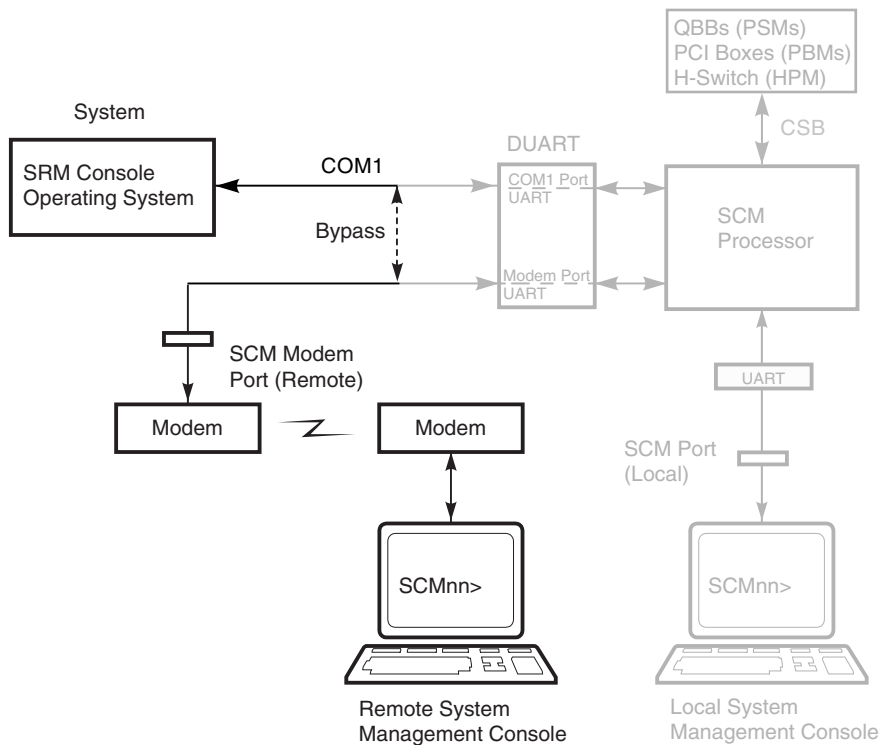 QBBs (PSMs)
PCI Boxes (PBMs)
H-Switch (HPM)
System
CSB
DUART
SRM Console
Operating System
COM1
COM1 Port
UART
SCM
Processor
Bypass
Modem Port
UART
SCM Modem
Port (Remote)
UART
Modem
Modem
SCM Port
(Local)
SCMnn>
SCMnn>
Remote System
Management Console
Local System
Management Console